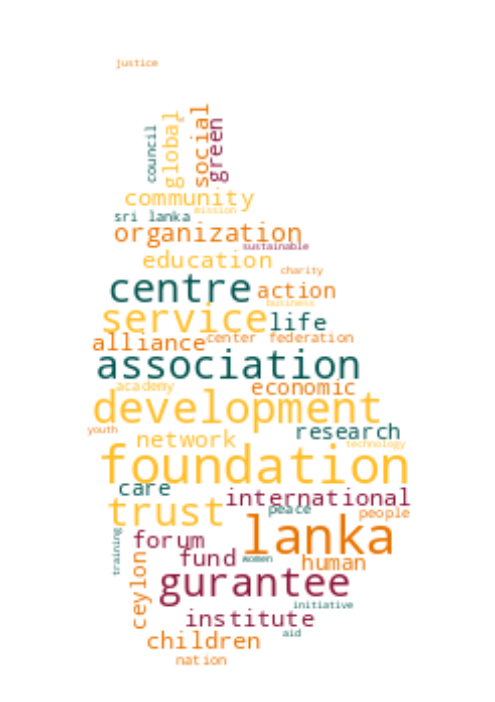 justice
council
global
social
green
community
mission
sri lanka
organization
sustainable
education
charity
centre action
business
service life
alliance center federation
association
academy economic
development
youth network research
technology
foundation
care international
trust peace people
lanka
forum
training
fund women human
ceylon
gurantee
initiative
institute
aid
children
nation